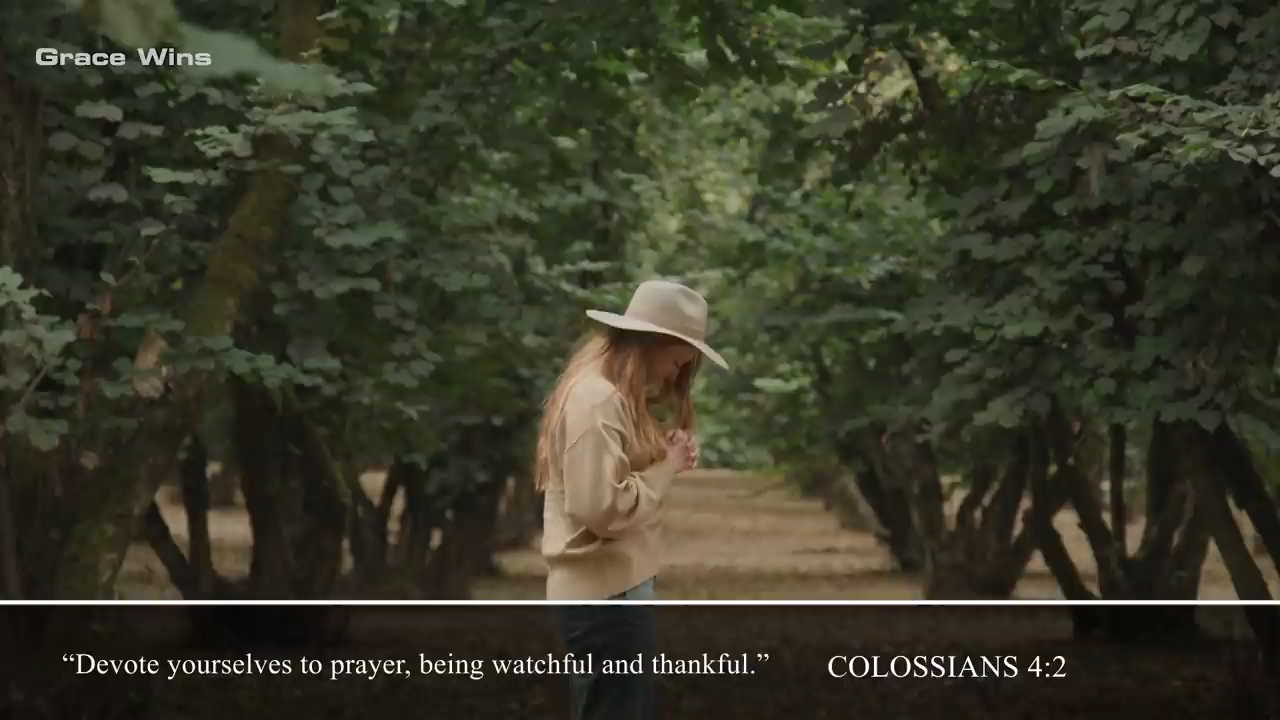 Grace Wins
“Devote yourselves to prayer, being watchful and thankful.” COLOSSIANS 4:2